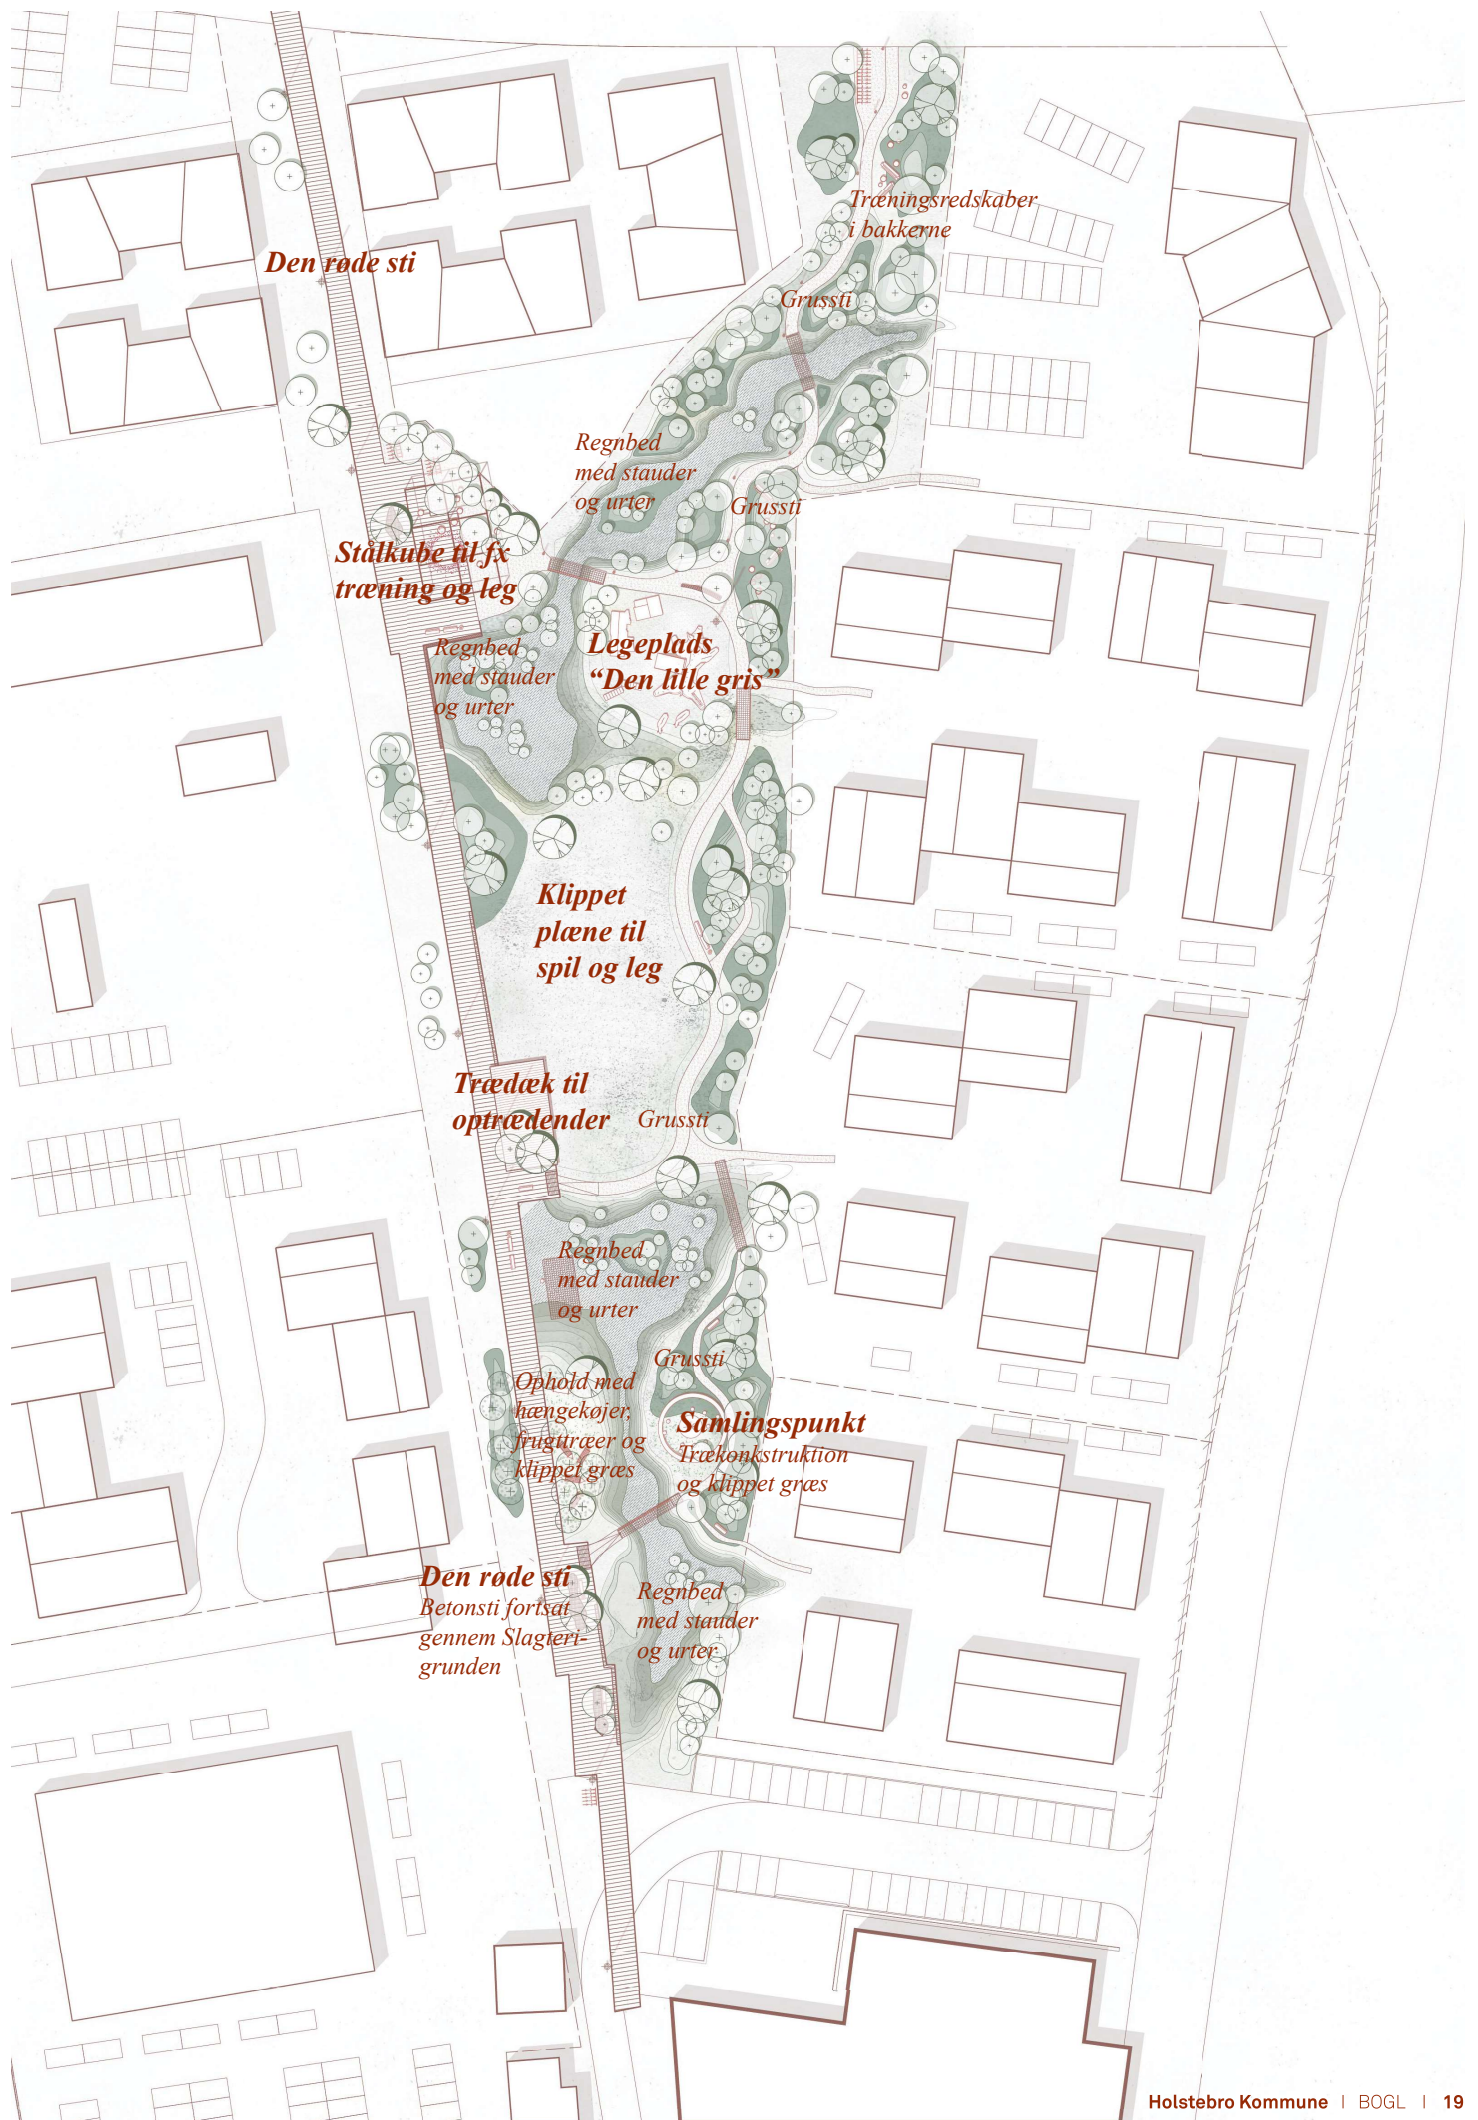 Træningsredskaber
i bakkerne
Den røde sti
Grussti
Regnbed
med stauder
og urter
Grussti
Stålkube til fx
træning og leg
Legeplads
“Den lille gris”
Regnbed
med stauder
og urter
Klippet
plæne til
spil og leg
Trædæk til
optrædender
Grussti
Regnbed
med stauder
og urter
Grussti
Ophold med
hængekøjer,
frugttræer og
klippet græs
Samlingspunkt
Trækonkstruktion
og klippet græs
Den røde sti
Betonsti fortsat
gennem Slagteri-
grunden
Regnbed
med stauder
og urter
Holstebro Kommune | BOGL | 19